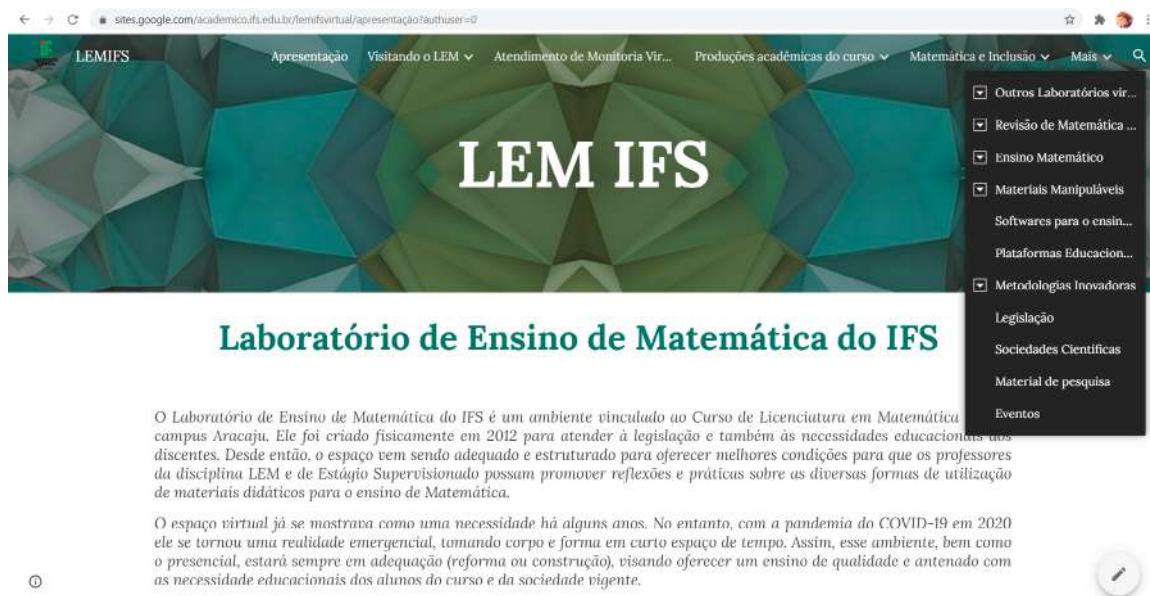 sites.google.com/academico.ifs.edu.br/lemifsvirtual/apresentação?authuser=0
LEMIFS
Apresentação Visitando o LEM Atendimento de Monitoria Vir... Produções acadêmicas do curso Matemática e Inclusão Mais
Outros Laboratórios vir...
Revisão de Matemática ...
Ensino Matemático
Materiais Manipuláveis
Softwares para o ensin...
Plataformas Educacion...
Metodologias Inovadoras
Legislação
Sociedades Científicas
Material de pesquisa
Eventos
LEM IFS
Laboratório de Ensino de Matemática do IFS
O Laboratório de Ensino de Matemática do IFS é um ambiente vinculado ao Curso de Licenciatura em Matemática
campus Aracaju. Ele foi criado fisicamente em 2012 para atender à legislação e também às necessidades educacionais dos
discentes. Desde então, o espaço vem sendo adequado e estruturado para oferecer melhores condições para que os professores
da disciplina LEM e de Estágio Supervisionado possam promover reflexões e práticas sobre as diversas formas de utilização
de materiais didáticos para o ensino de Matemática.
O espaço virtual já se mostrava como uma necessidade há alguns anos. No entanto, com a pandemia do COVID-19 em 2020
ele se tornou uma realidade emergencial, tomando corpo e forma em curto espaço de tempo. Assim, esse ambiente, bem como
o presencial, estará sempre em adequação (reforma ou construção), visando oferecer um ensino de qualidade e antenado com
as necessidade educacionais dos alunos do curso e da sociedade vigente.